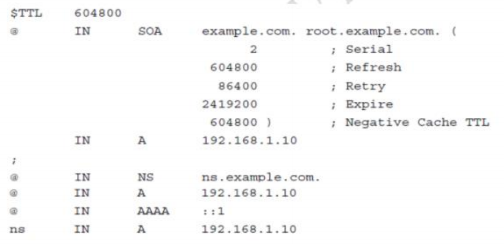 $TTL 604800
@ IN SOA example.com. root.example.com. (
2 ; Serial
604800 ; Refresh
86400 ; Retry
2419200 ; Expire
604800 ) ; Negative Cache TTL
IN A 192.168.1.10
;
@ IN NS ns.example.com.
@ IN A 192.168.1.10
@ IN AAAA ::1
ns IN A 192.168.1.10